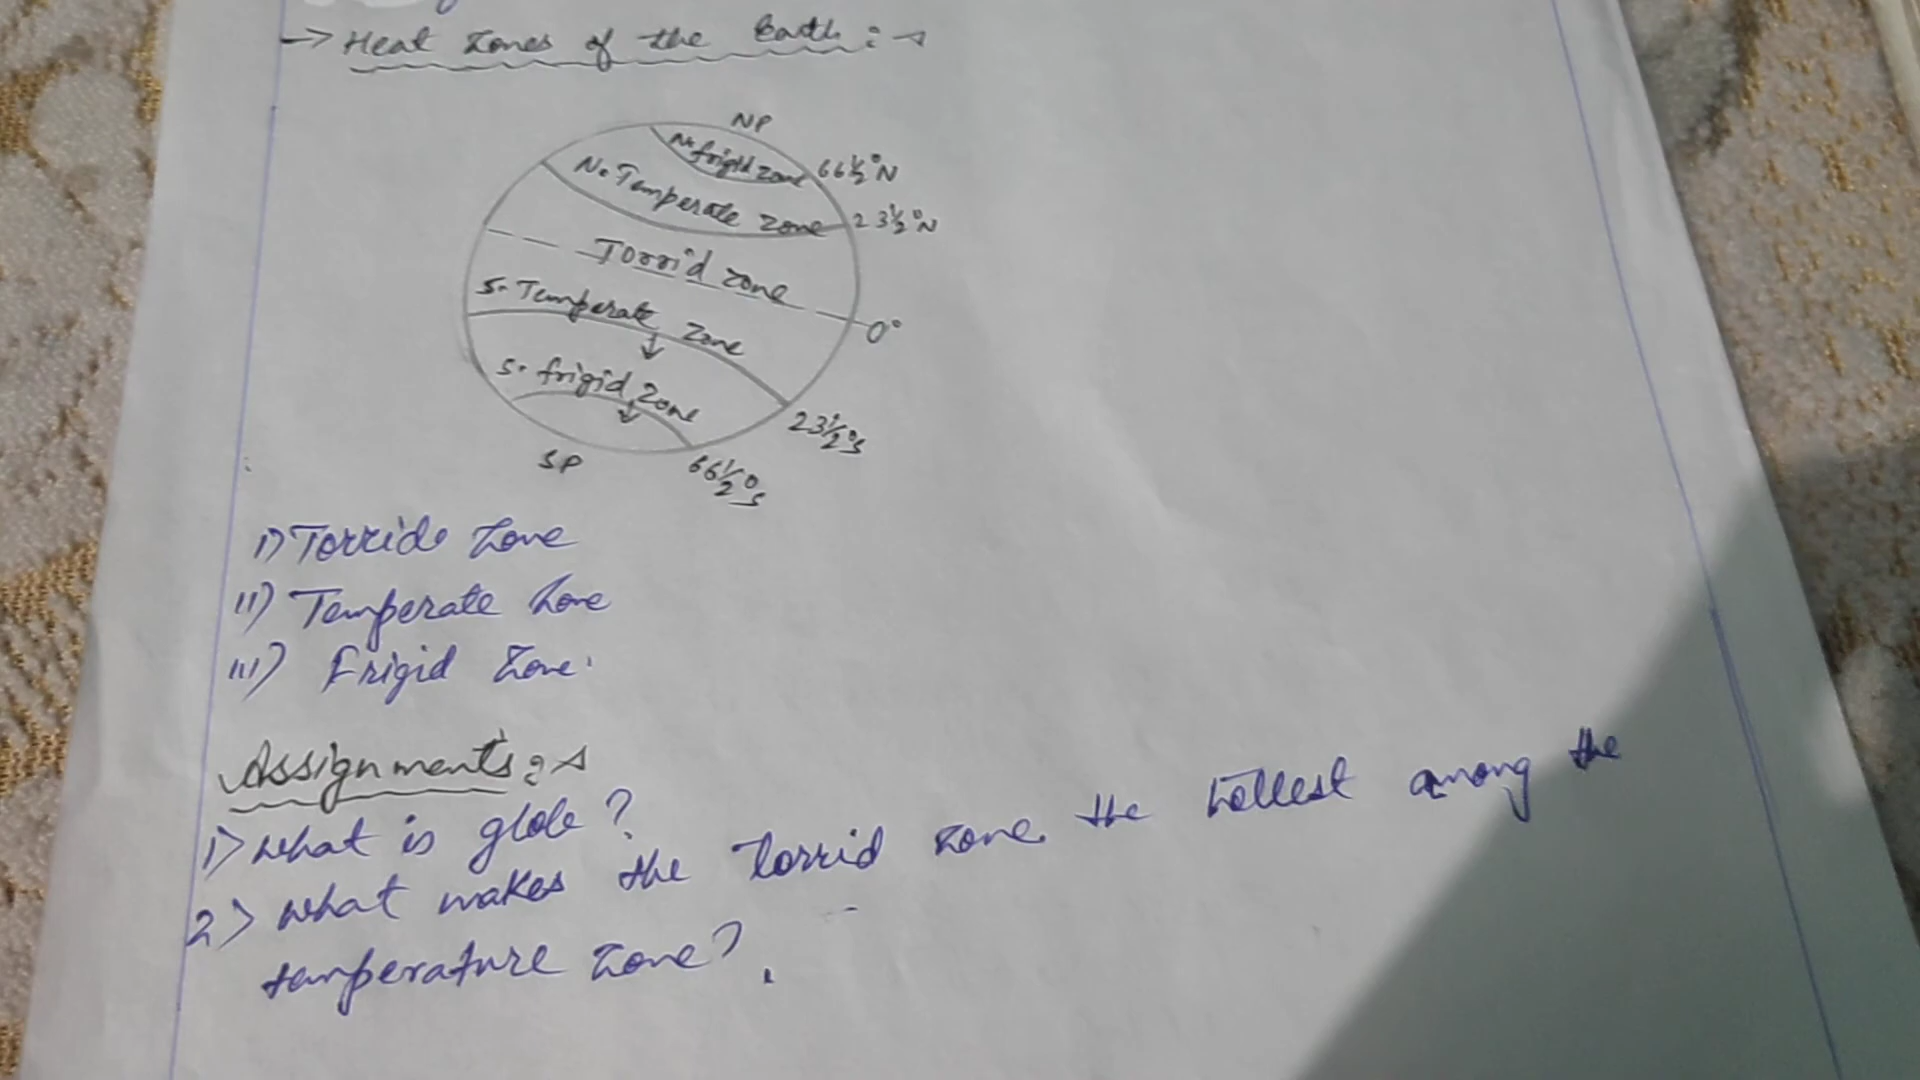 → Heat Zones of the Earth :→
NP
N. frigid zone
66½°N
N. Temperate zone
23½°N
Torrid zone
0°
S. Temperate zone
S. frigid zone
23½°S
SP
66½°S
i) Torride Zone
ii) Temperate Zone
iii) Frigid Zone.
Assignments :→
1) What is globe ?
2) What makes the Torrid zone the hottest among the
temperature zone ? .